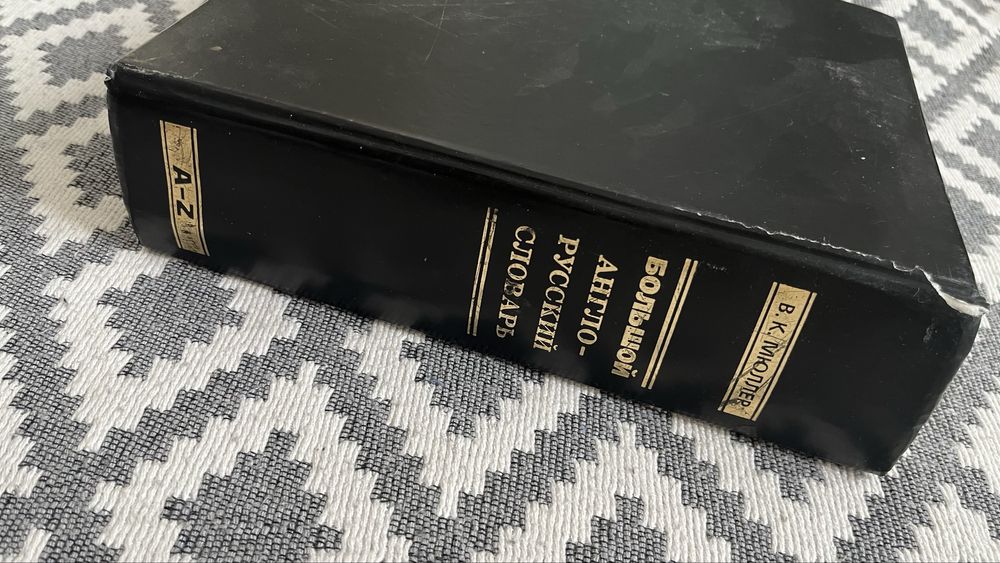 В. К. МЮЛЛЕР
БОЛЬШОЙ
АНГЛО-
РУССКИЙ
СЛОВАРЬ
A–Z